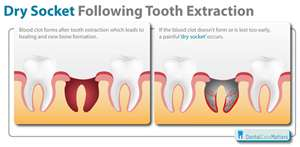 Dry Socket Following Tooth Extraction
Blood clot forms after tooth extraction which leads to
healing and new bone formation.
If the blood clot doesn't form or is lost too early,
a painful 'dry socket' occurs.
DentalCareMatters